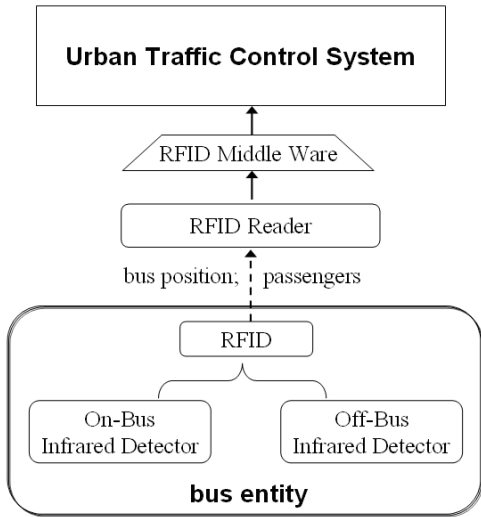 Urban Traffic Control System
RFID Middle Ware
RFID Reader
bus position; passengers
RFID
On-Bus
Infrared Detector
Off-Bus
Infrared Detector
bus entity